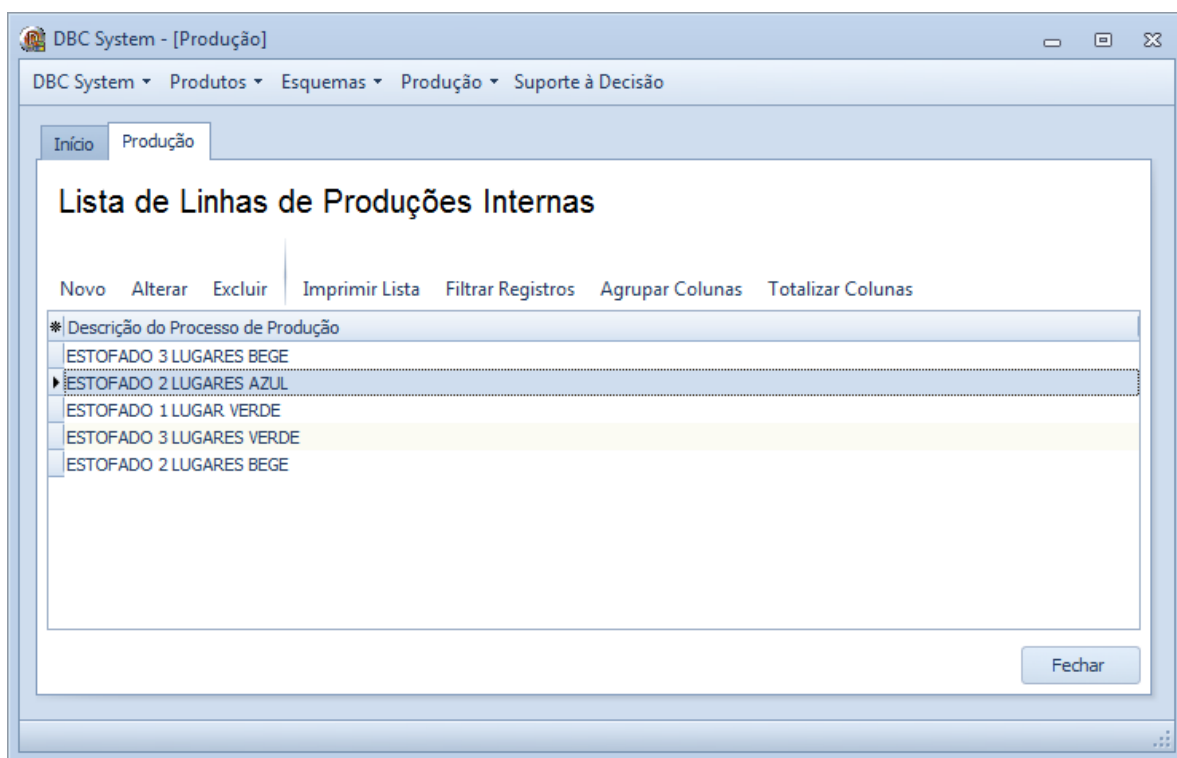 DBC System - [Produção]
DBC System Produtos Esquemas Produção Suporte à Decisão
Início Produção
Lista de Linhas de Produções Internas
Novo Alterar Excluir Imprimir Lista Filtrar Registros Agrupar Colunas Totalizar Colunas
Descrição do Processo de Produção
ESTOFADO 3 LUGARES BEGE
ESTOFADO 2 LUGARES AZUL
ESTOFADO 1 LUGAR VERDE
ESTOFADO 3 LUGARES VERDE
ESTOFADO 2 LUGARES BEGE
Fechar